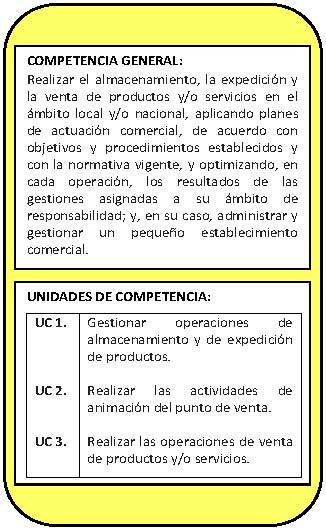 COMPETENCIA GENERAL:
Realizar el almacenamiento, la expedición y
la venta de productos y/o servicios en el
ámbito local y/o nacional, aplicando planes
de actuación comercial, de acuerdo con
objetivos y procedimientos establecidos y
con la normativa vigente, y optimizando, en
cada operación, los resultados de las
gestiones asignadas a su ámbito de
responsabilidad; y, en su caso, administrar y
gestionar un pequeño establecimiento
comercial.
UNIDADES DE COMPETENCIA:
UC 1. Gestionar operaciones de
almacenamiento y de expedición
de productos.
UC 2. Realizar las actividades de
animación del punto de venta.
UC 3. Realizar las operaciones de venta
de productos y/o servicios.